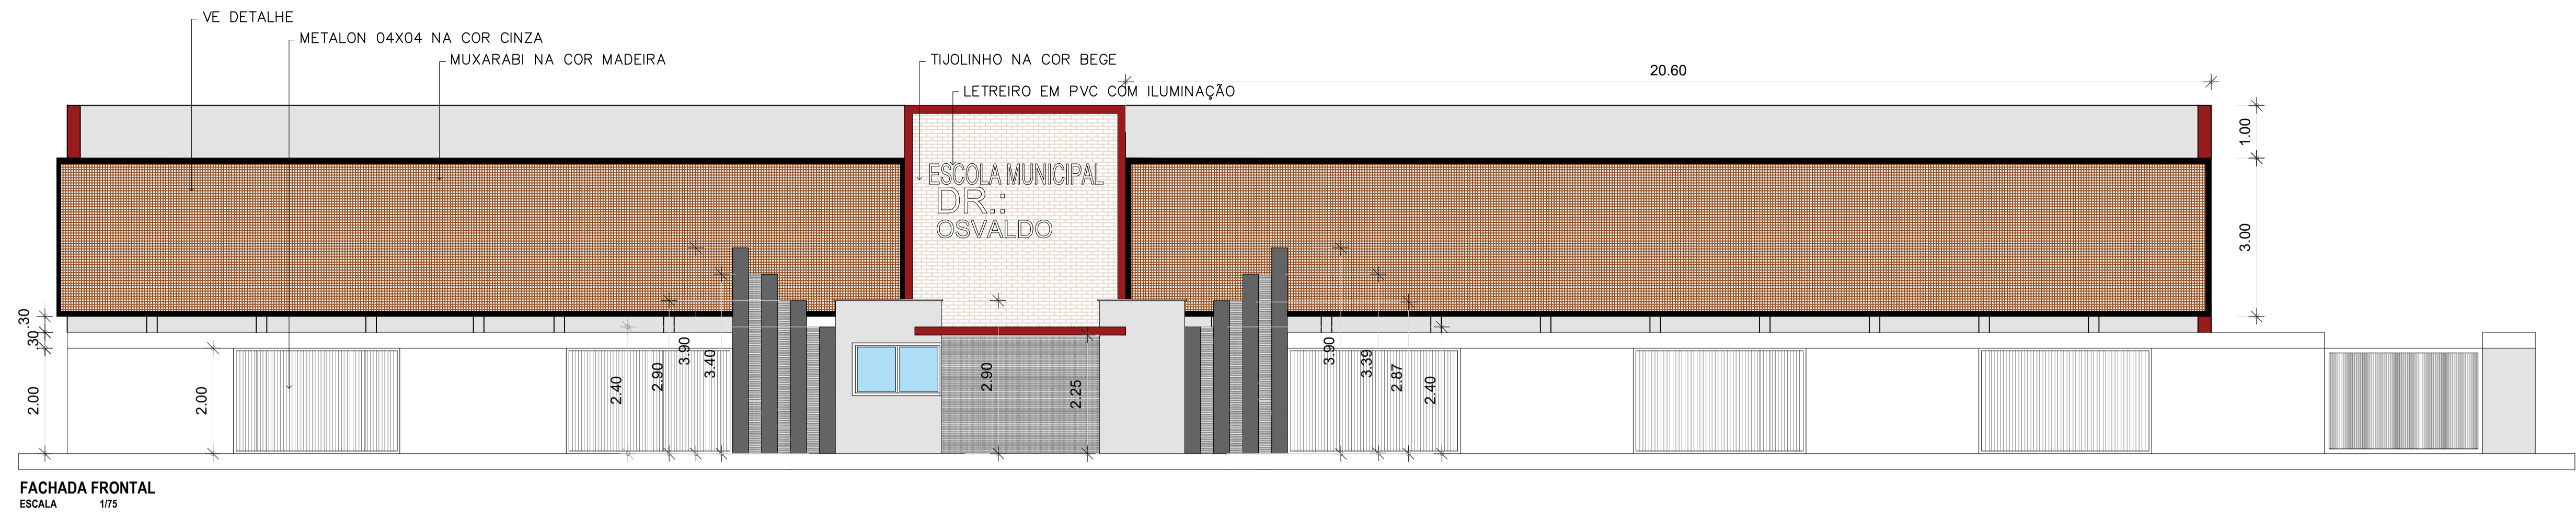 VE DETALHE
METALON 04X04 NA COR CINZA
MUXARABI NA COR MADEIRA
TIJOLINHO NA COR BEGE
LETREIRO EM PVC COM ILUMINAÇÃO
20.60
1.00
3.00
ESCOLA MUNICIPAL
DR.:
OSVALDO
.30
.30
2.00
2.00
2.40
2.90
3.90
3.40
2.90
2.25
3.90
3.39
2.87
2.40
FACHADA FRONTAL
ESCALA 1/75